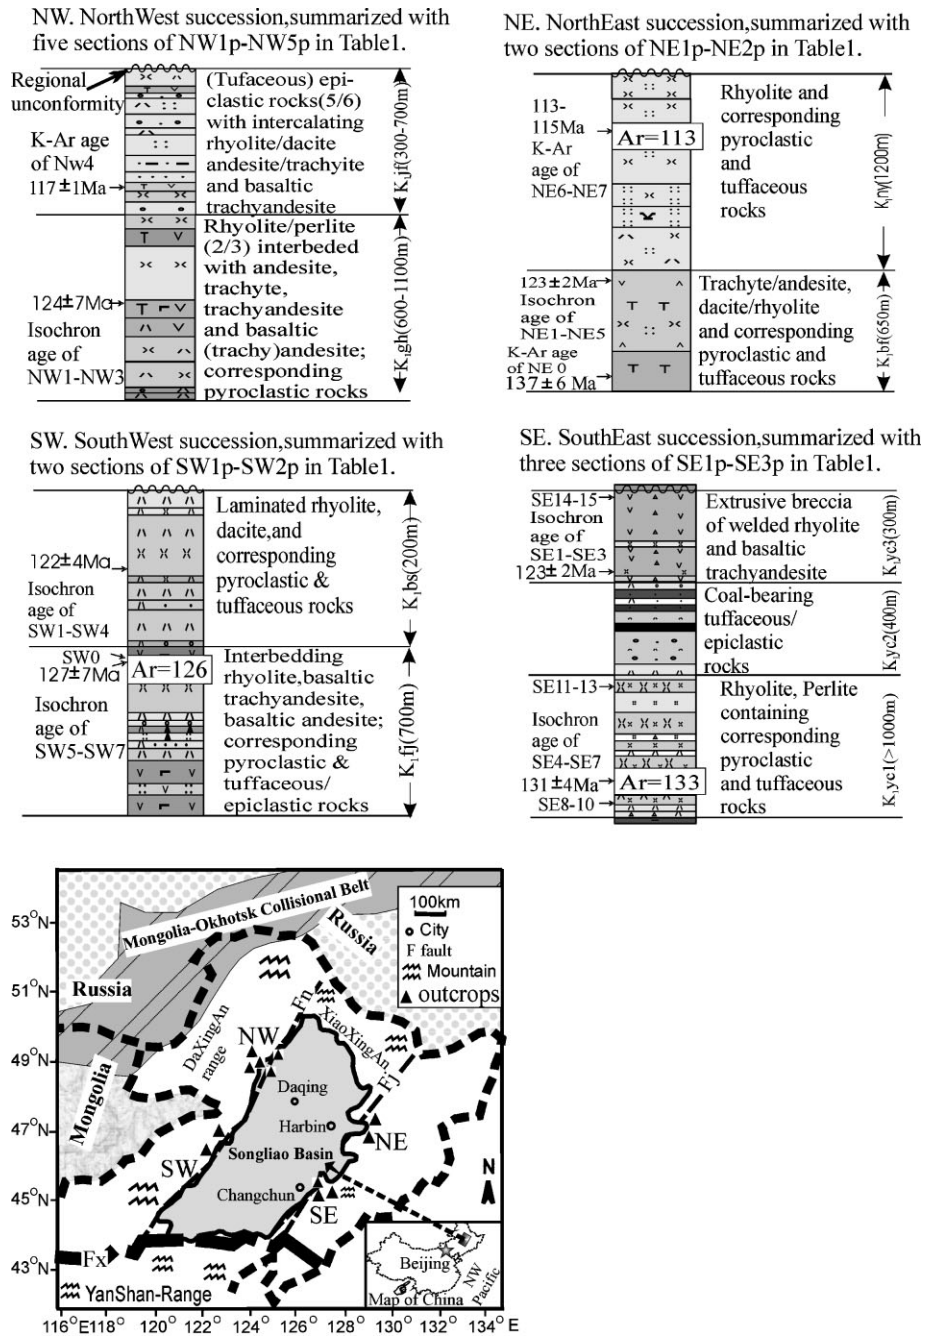 NW. NorthWest succession,summarized with
five sections of NW1p-NW5p in Table1.
Regional
unconformity
K-Ar age
of Nw4
117±1Ma
124±7Ma
Isochron
age of
NW1-NW3
(Tufaceous) epi-
clastic rocks(5/6)
with intercalating
rhyolite/dacite
andesite/trachyite
and basaltic
trachyandesite
Rhyolite/perlite
(2/3) interbeded
with andesite,
trachyte,
trachyandesite
and basaltic
(trachy)andesite;
corresponding
pyroclastic rocks
K₁jf(300-700m)
K₁gh(600-1100m)
NE. NorthEast succession,summarized with
two sections of NE1p-NE2p in Table1.
113-
115Ma
K-Ar
age of
NE6-NE7
Ar=113
123±2Ma
Isochron
age of
NE1-NE5
K-Ar age
of NE 0
137±6 Ma
Rhyolite and
corresponding
pyroclastic
and
tuffaceous
rocks
Trachyte/andesite,
dacite/rhyolite
and corresponding
pyroclastic and
tuffaceous rocks
K₁ny(1200m)
K₁bf(650m)
SW. SouthWest succession,summarized with
two sections of SW1p-SW2p in Table1.
122±4Ma
Isochron
age of
SW1-SW4
SW0
127±7Ma
Ar=126
Isochron
age of
SW5-SW7
Laminated rhyolite,
dacite,and
corresponding
pyroclastic &
tuffaceous rocks
Interbedding
rhyolite,basaltic
trachyandesite,
basaltic andesite;
corresponding
pyroclastic &
tuffaceous/
epiclastic rocks
K₁bs(200m)
K₁fj(700m)
SE. SouthEast succession,summarized with
three sections of SE1p-SE3p in Table1.
SE14-15
Isochron
age of
SE1-SE3
123±2Ma
SE11-13
Isochron
age of
SE4-SE7
131±4Ma
Ar=133
SE8-10
Extrusive breccia
of welded rhyolite
and basaltic
trachyandesite
Coal-bearing
tuffaceous/
epiclastic
rocks
Rhyolite, Perlite
containing
corresponding
pyroclastic
and tuffaceous
rocks
K₁yc3(300m)
K₁yc2(400m)
K₁yc1(>1000m)
53°N
51°N
49°N
47°N
45°N
43°N
116°E
118°
120°
122°
124°
126°
128°
130°
132°
134°E
Mongolia-Okhotsk Collisional Belt
Russia
Russia
Mongolia
DaXingAn
range
XiaoXingAn
Fn
Fj
Fx
NW
NE
SW
SE
Daqing
Harbin
Songliao Basin
Changchun
100km
City
F fault
Mountain
outcrops
N
Beijing
NW
Pacific
Map of China
YanShan-Range